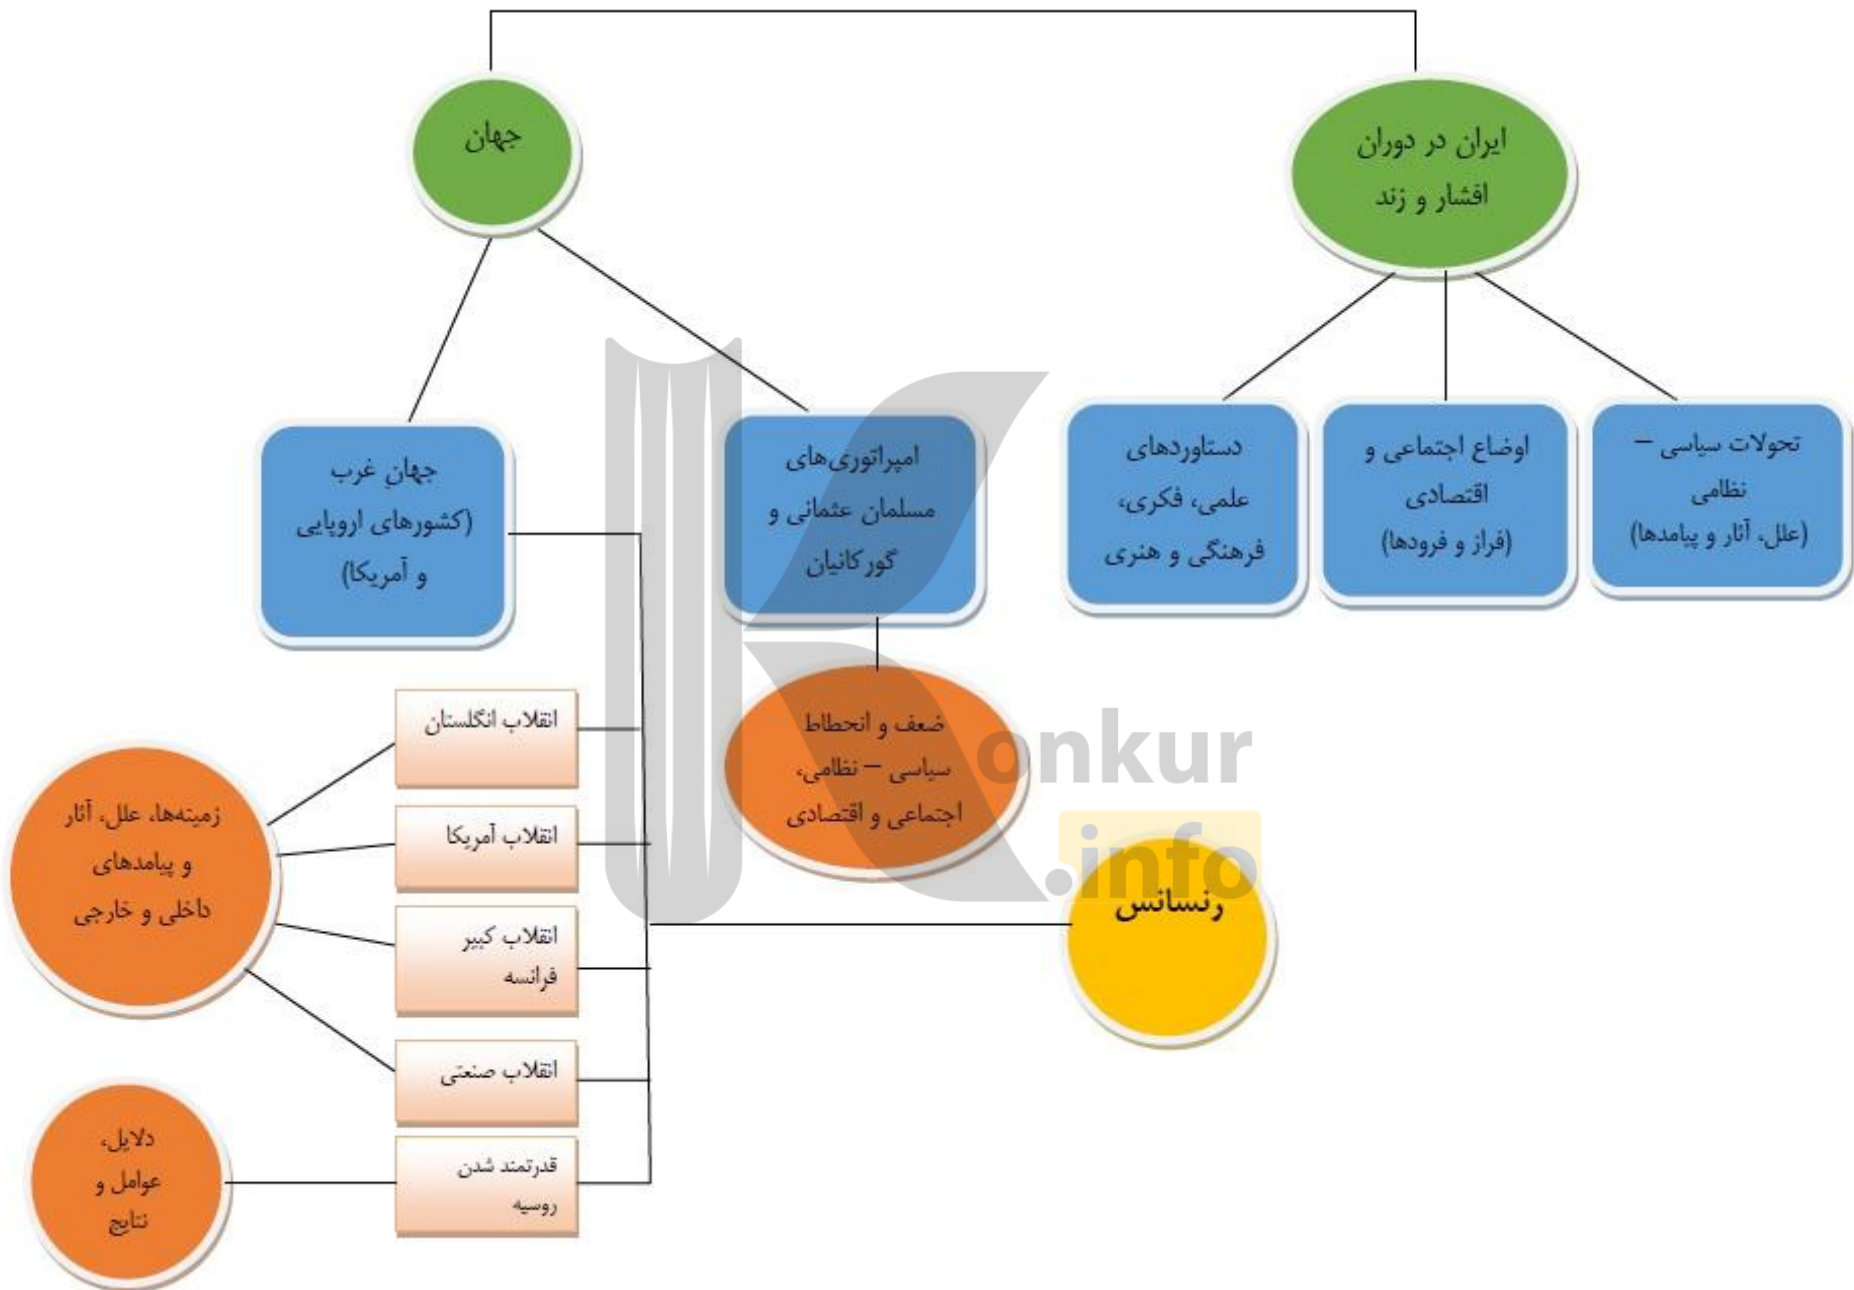 ایران در دوران
افشار و زند
جهان
تحولات سیاسی –
نظامی
(علل، آثار و پیامدها)
اوضاع اجتماعی و
اقتصادی
(فراز و فرودها)
دستاوردهای
علمی، فکری،
فرهنگی و هنری
امپراتوری‌های
مسلمان عثمانی و
گورکانیان
جهانِ غرب
(کشورهای اروپایی
و آمریکا)
ضعف و انحطاط
سیاسی – نظامی،
اجتماعی و اقتصادی
رنسانس
انقلاب انگلستان
انقلاب آمریکا
انقلاب کبیر
فرانسه
انقلاب صنعتی
قدرتمند شدن
روسیه
زمینه‌ها، علل، آثار
و پیامدهای
داخلی و خارجی
دلایل،
عوامل و
نتایج
Konkur
.info